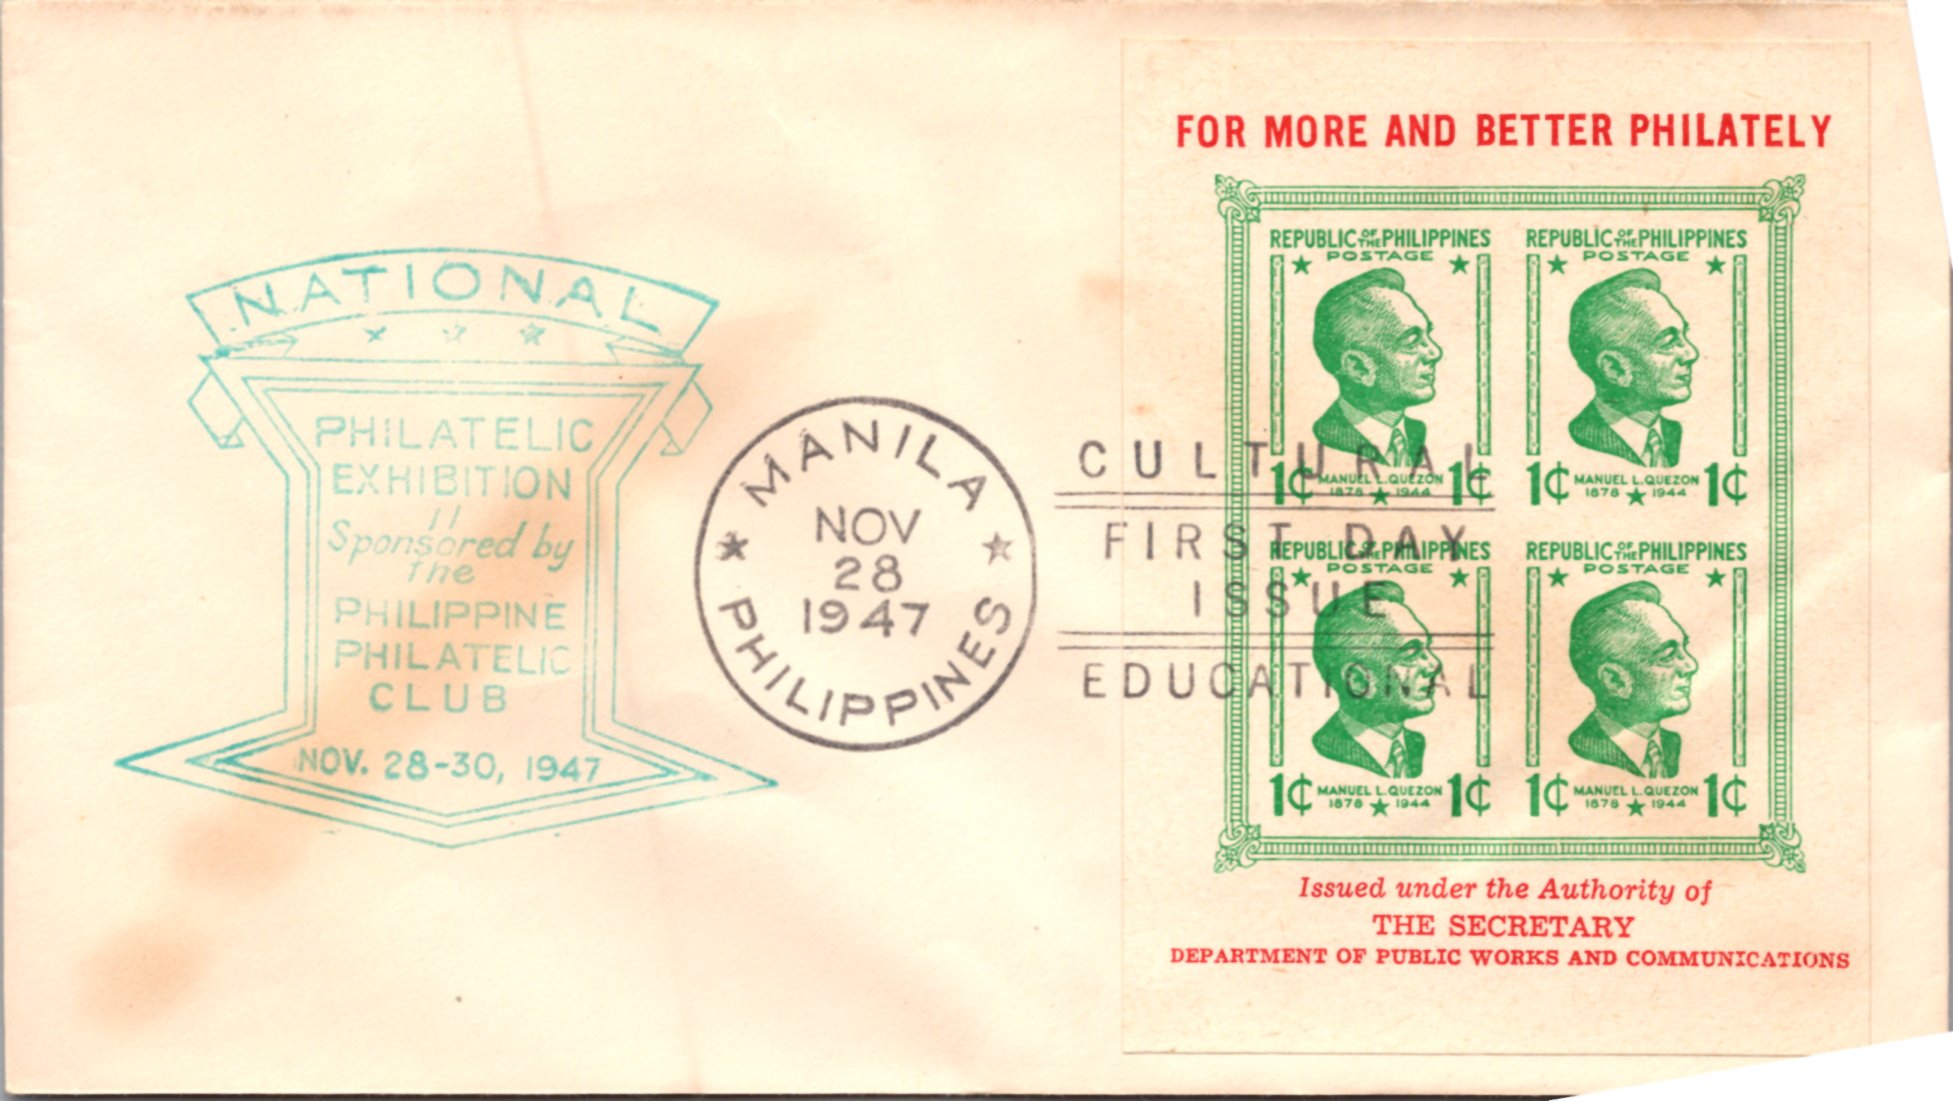 NATIONAL
PHILATELIC
EXHIBITION
Sponsored by
the
PHILIPPINE
PHILATELIC
CLUB
NOV. 28-30, 1947
MANILA
NOV
28
1947
PHILIPPINES
CULTURAL
FIRST DAY
ISSUE
EDUCATIONAL
FOR MORE AND BETTER PHILATELY
REPUBLIC OF THE PHILIPPINES
POSTAGE
1¢ MANUEL L. QUEZON 1¢
1878 1944
REPUBLIC OF THE PHILIPPINES
POSTAGE
1¢ MANUEL L. QUEZON 1¢
1878 1944
REPUBLIC OF THE PHILIPPINES
POSTAGE
1¢ MANUEL L. QUEZON 1¢
1878 1944
REPUBLIC OF THE PHILIPPINES
POSTAGE
1¢ MANUEL L. QUEZON 1¢
1878 1944
Issued under the Authority of
THE SECRETARY
DEPARTMENT OF PUBLIC WORKS AND COMMUNICATIONS